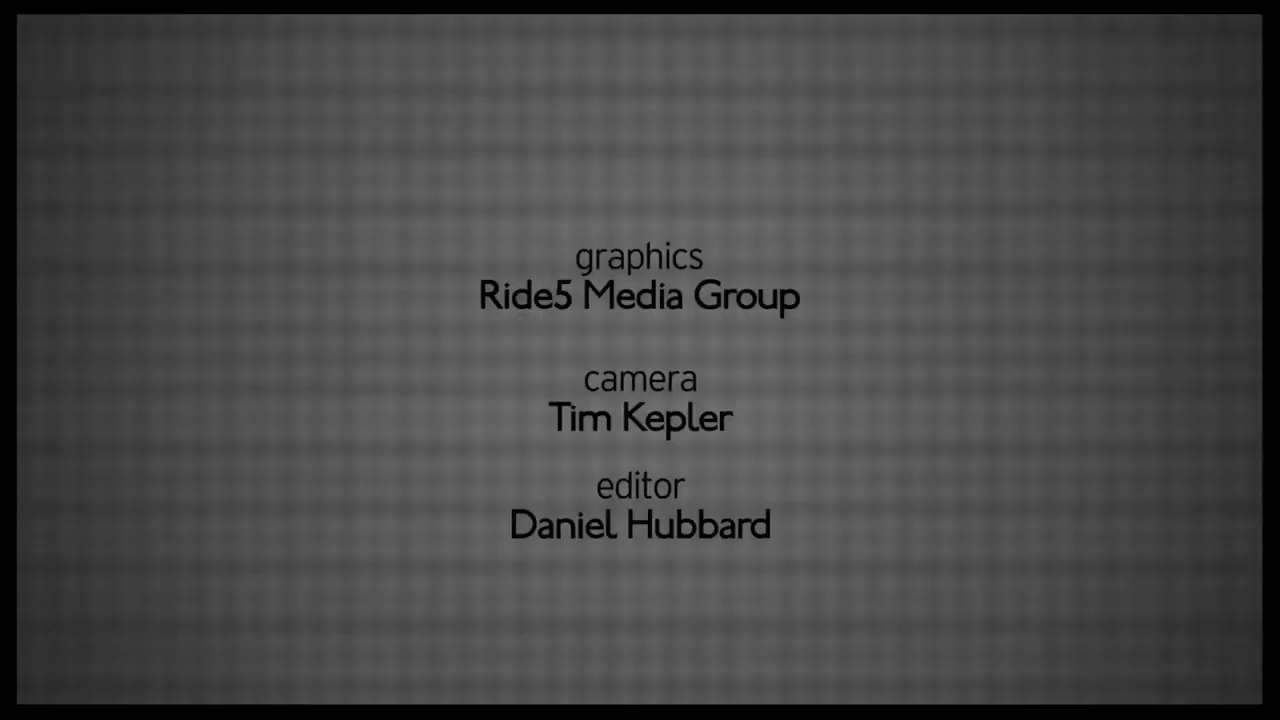 graphics
Ride5 Media Group
camera
Tim Kepler
editor
Daniel Hubbard